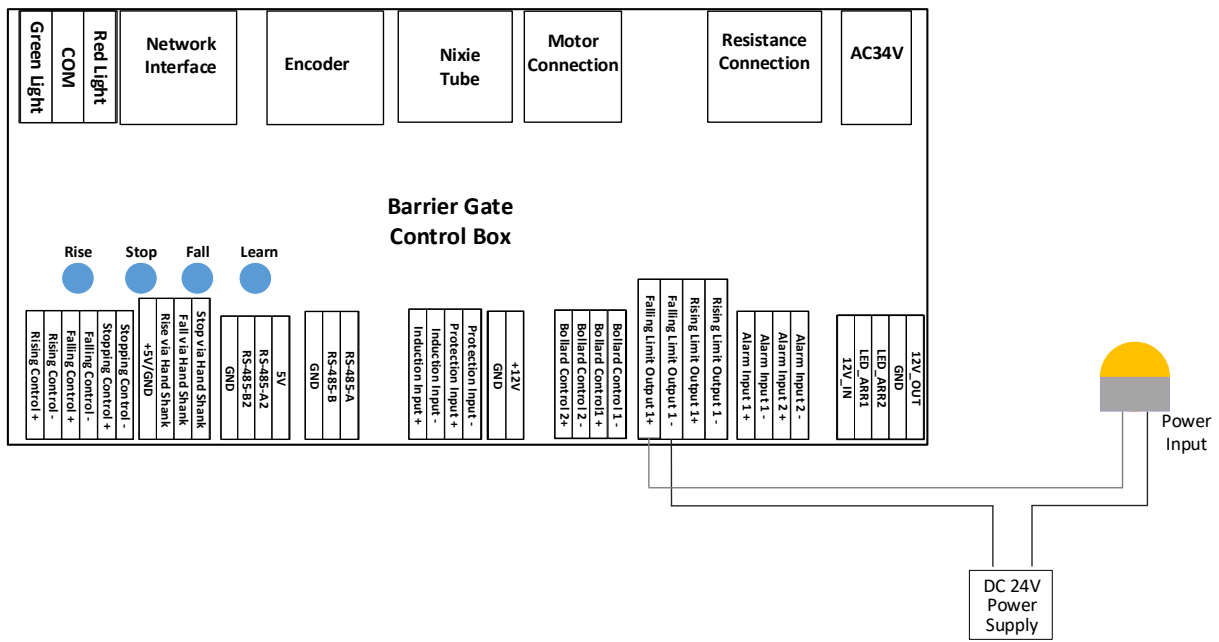 Green Light
COM
Red Light
Network
Interface
Encoder
Nixie
Tube
Motor
Connection
Resistance
Connection
AC34V
Barrier Gate
Control Box
Rise
Stop
Fall
Learn
Rising Control +
Rising Control -
Falling Control +
Falling Control -
Stopping Control +
Stopping Control -
+5V/GND
Rise via Hand Shank
Fall via Hand Shank
Stop via Hand Shank
GND
RS-485-B2
RS-485-A2
5V
GND
RS-485-B
RS-485-A
Induction Input +
Induction Input -
Protection Input +
Protection Input -
GND
+12V
Bollard Control 2+
Bollard Control 2 -
Bollard Control1 +
Bollard Control 1 -
Falling Limit Output 1+
Falling Limit Output 1 -
Rising Limit Output 1+
Rising Limit Output 1 -
Alarm Input 1 +
Alarm Input 1 -
Alarm Input 2 +
Alarm Input 2 -
12V_IN
LED_ARR1
LED_ARR2
GND
12V_OUT
Power
Input
DC 24V
Power
Supply